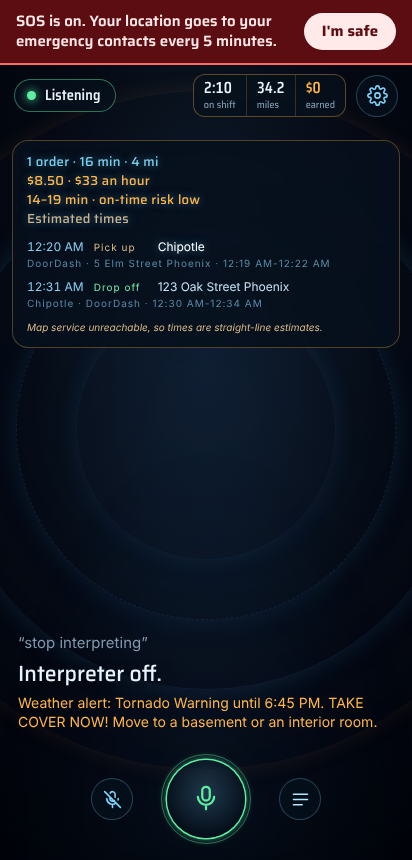 SOS is on. Your location goes to your
emergency contacts every 5 minutes.
I'm safe
Listening
2:10
on shift
34.2
miles
$0
earned
1 order · 16 min · 4 mi
$8.50 · $33 an hour
14–19 min · on-time risk low
Estimated times
12:20 AM Pick up Chipotle
DoorDash · 5 Elm Street Phoenix · 12:19 AM-12:22 AM
12:31 AM Drop off 123 Oak Street Phoenix
Chipotle · DoorDash · 12:30 AM-12:34 AM
Map service unreachable, so times are straight-line estimates.
“stop interpreting”
Interpreter off.
Weather alert: Tornado Warning until 6:45 PM. TAKE
COVER NOW! Move to a basement or an interior room.